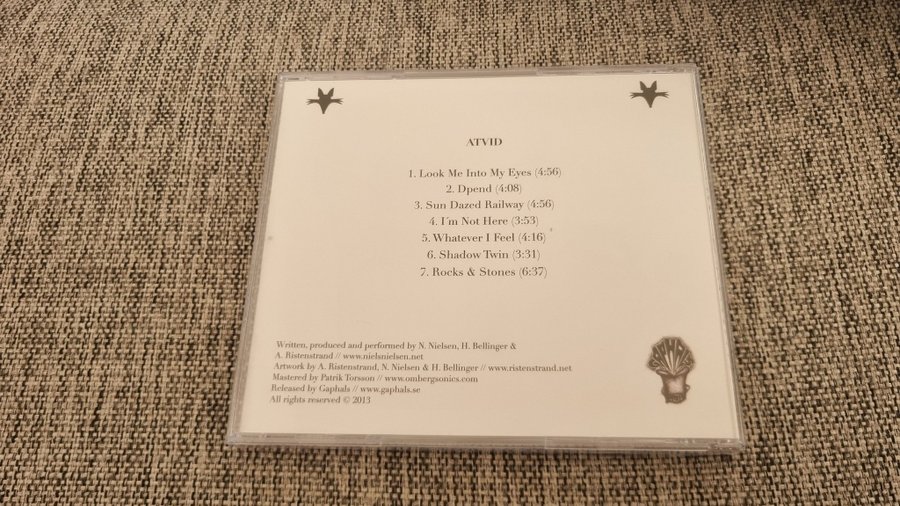 ATVID
1. Look Me Into My Eyes (4:56)
2. Dpend (4:08)
3. Sun Dazed Railway (4:56)
4. I'm Not Here (3:53)
5. Whatever I Feel (4:16)
6. Shadow Twin (3:31)
7. Rocks & Stones (6:37)
Written, produced and performed by N. Nielsen, H. Bellinger &
A. Ristenstrand // www.nielsnielsen.net
Artwork by A. Ristenstrand, N. Nielsen & H. Bellinger // www.ristenstrand.net
Mastered by Patrik Torsson // www.ombergsonics.com
Released by Gaphals // www.gaphals.se
All rights reserved © 2013